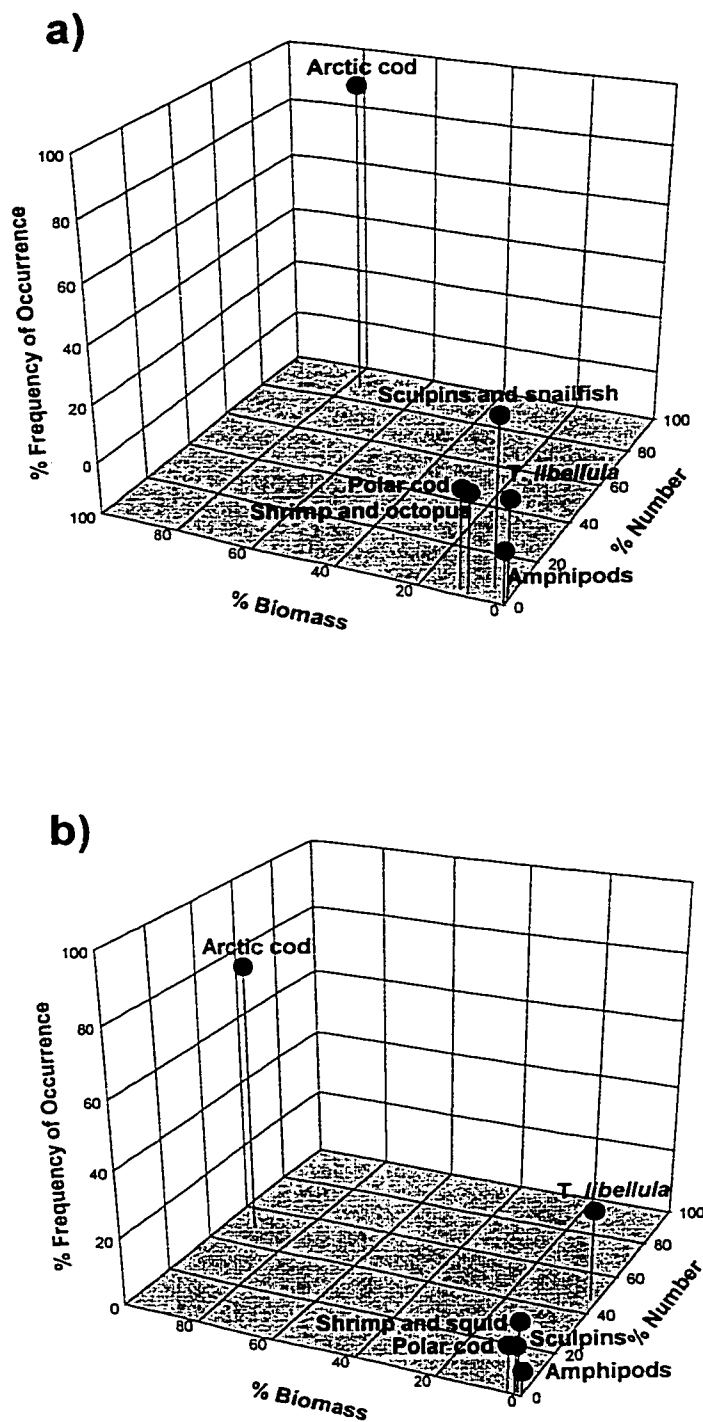 a)
Arctic cod
100
80
60
40
20
0
% Frequency of Occurrence
Sculpins and snailfish
T. libellula
Polar cod
Shrimp and octopus
Amphipods
100
80
60
40
20
0
% Biomass
0
20
40
60
80
100
% Number
b)
Arctic cod
100
80
60
40
20
0
% Frequency of Occurrence
T. libellula
Shrimp and squid
Sculpins
Polar cod
Amphipods
80
60
40
20
0
% Biomass
0
20
40
60
80
100
% Number